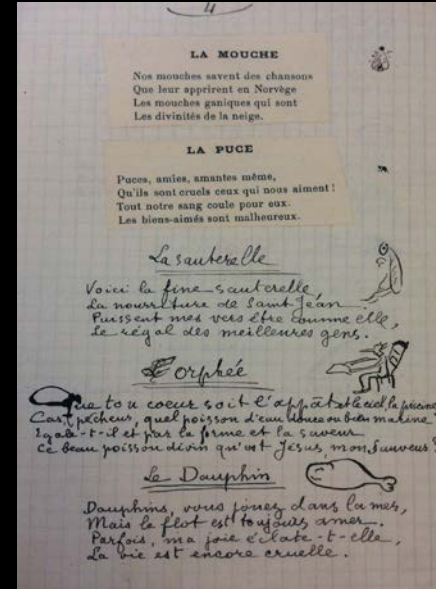 4
LA MOUCHE
Nos mouches savent des chansons
Que leur apprirent en Norvège
Les mouches ganiques qui sont
Les divinités de la neige.
LA PUCE
Puces, amies, amantes même,
Qu'ils sont cruels ceux qui nous aiment !
Tout notre sang coule pour eux.
Les biens-aimés sont malheureux.
La sauterelle
Voici la fine sauterelle,
La nourriture de Saint Jean
Puissent mes vers être comme elle,
Le régal des meilleures gens.
Orphée
Que ton coeur soit l'appât et le ciel, la piscine
Car, pêcheur, quel poisson d'eau douce ou bien marine
Egale-t-il et par la forme et la saveur
Ce beau poisson divin qu'est Jésus, mon Sauveur ?
Le Dauphin
Dauphins, vous jouez dans la mer,
Mais le flot est toujours amer.
Parfois, ma joie éclate-t-elle,
La vie est encore cruelle.